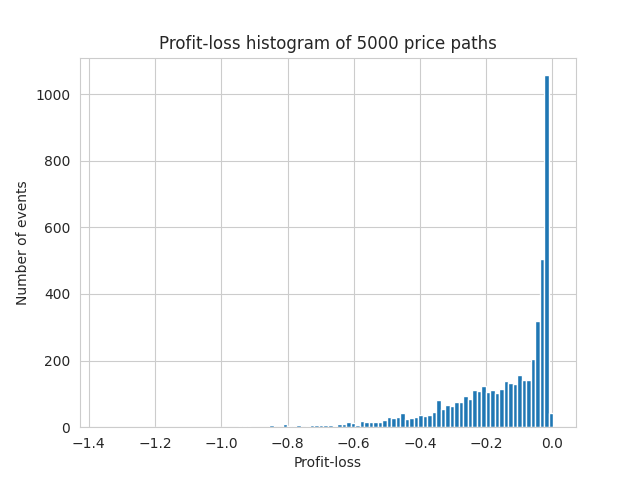 Profit-loss histogram of 5000 price paths
Number of events
1000
800
600
400
200
0
−1.4 −1.2 −1.0 −0.8 −0.6 −0.4 −0.2 0.0
Profit-loss